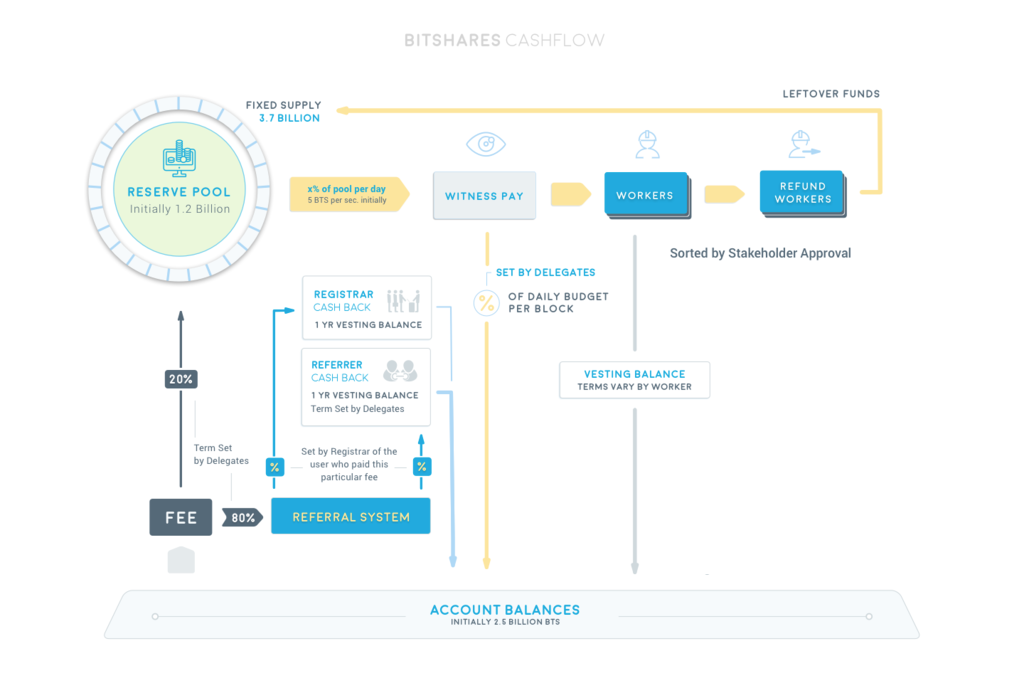 BITSHARES CASHFLOW
LEFTOVER FUNDS
FIXED SUPPLY
3.7 BILLION
RESERVE POOL
Initially 1.2 Billion
x% of pool per day
5 BTS per sec. initially
WITNESS PAY
WORKERS
REFUND
WORKERS
Sorted by Stakeholder Approval
SET BY DELEGATES
%
OF DAILY BUDGET
PER BLOCK
REGISTRAR
CASH BACK
1 YR VESTING BALANCE
REFERRER
CASH BACK
1 YR VESTING BALANCE
Term Set by Delegates
VESTING BALANCE
TERMS VARY BY WORKER
20%
Term Set
by Delegates
%
Set by Registrar of the
user who paid this
particular fee
%
FEE
80%
REFERRAL SYSTEM
ACCOUNT BALANCES
INITIALLY 2.5 BILLION BTS